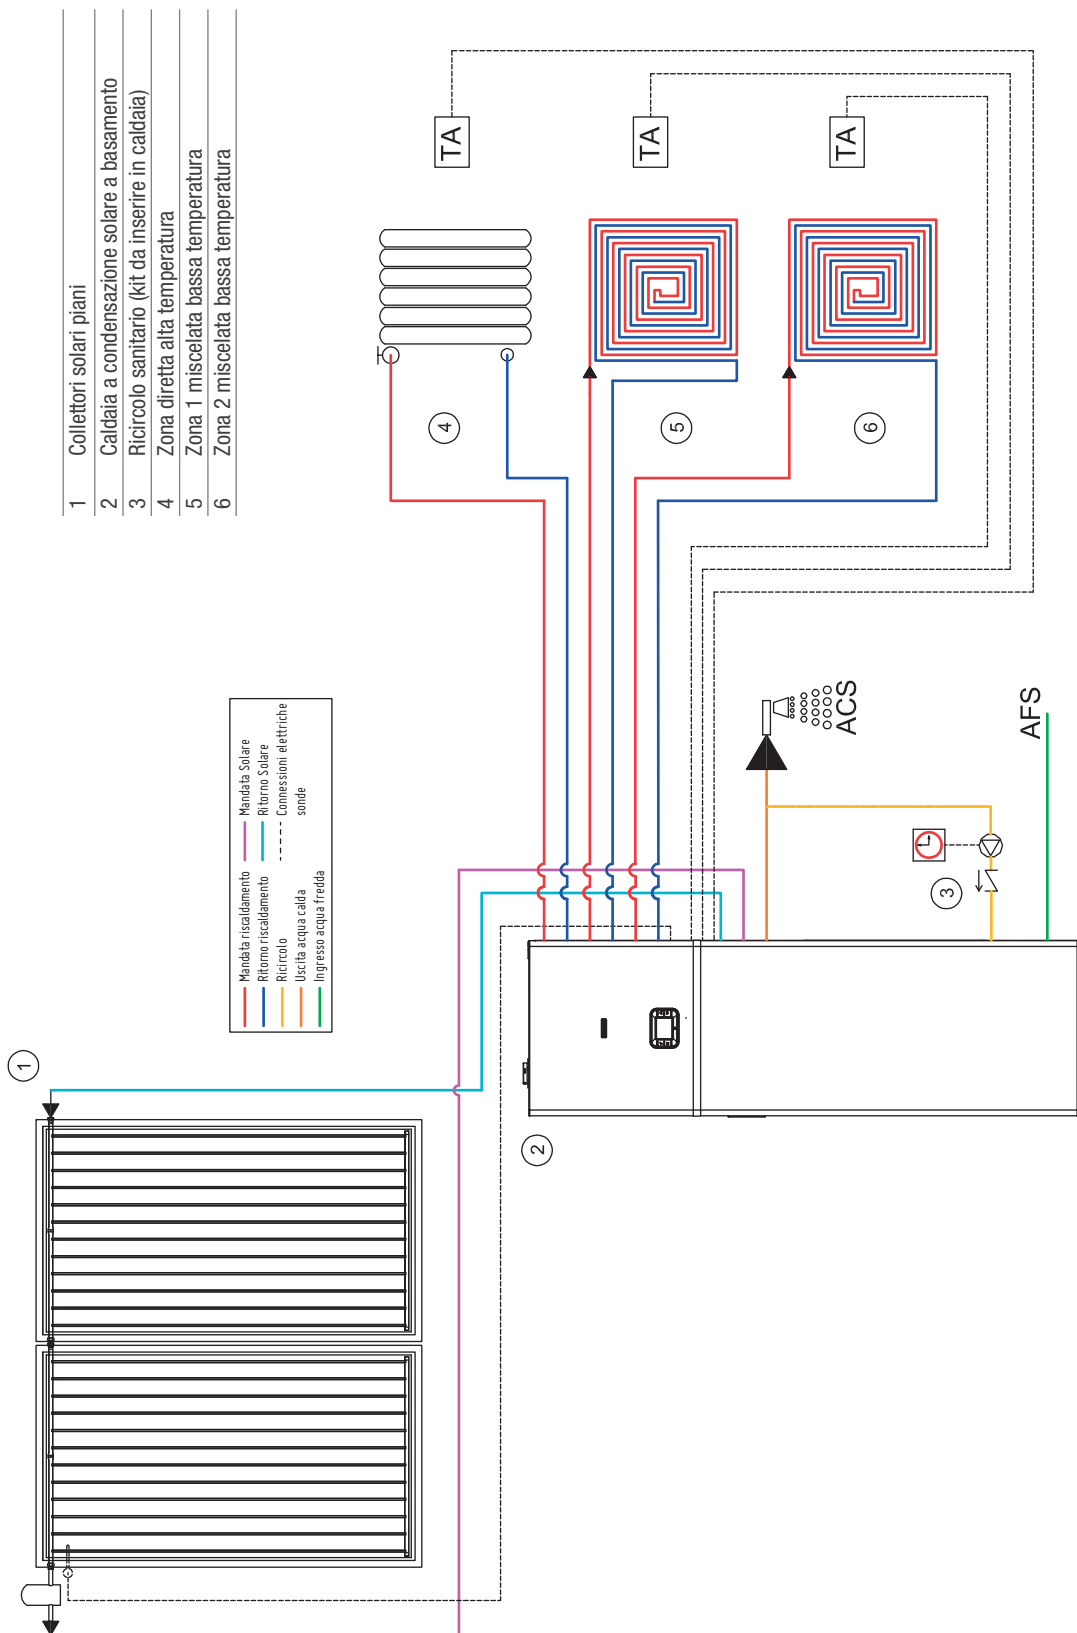 1 Collettori solari piani
2 Caldaia a condensazione solare a basamento
3 Ricircolo sanitario (kit da inserire in caldaia)
4 Zona diretta alta temperatura
5 Zona 1 miscelata bassa temperatura
6 Zona 2 miscelata bassa temperatura
Mandata riscaldamento
Ritorno riscaldamento
Ricircolo
Uscita acqua calda
Ingresso acqua fredda
Mandata Solare
Ritorno Solare
Connessioni elettriche
sonde
1
2
3
4
5
6
TA
TA
TA
ACS
AFS